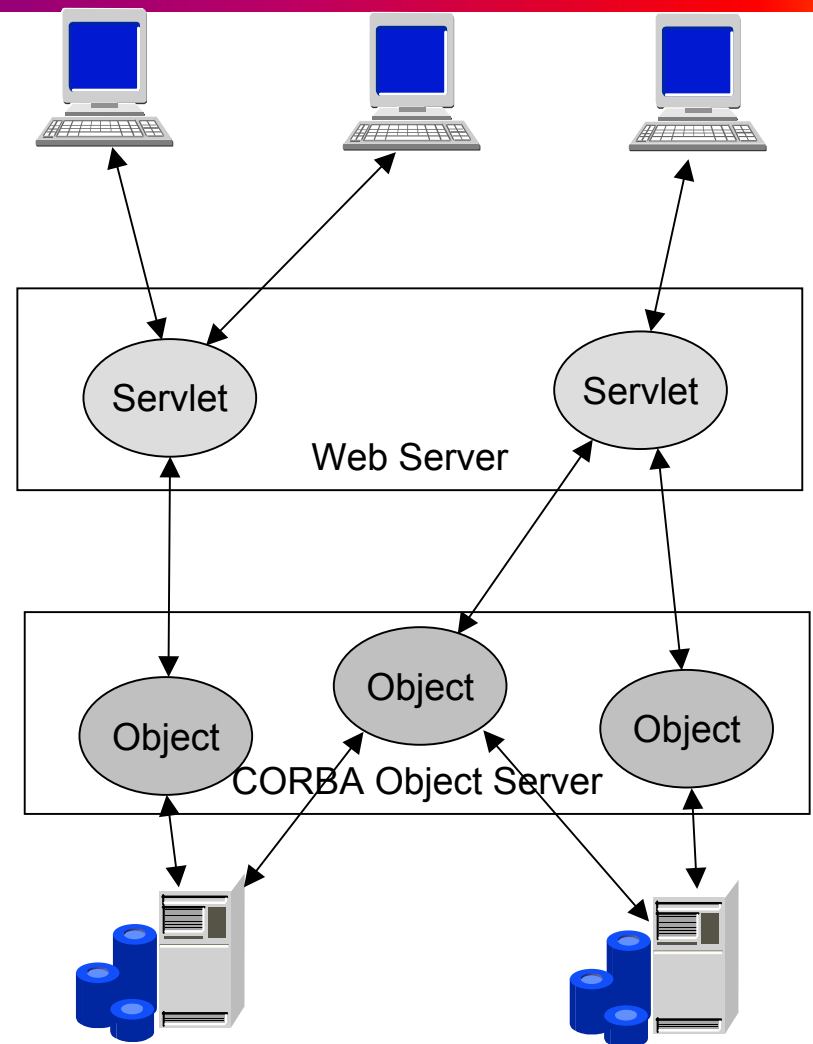 Servlet
Servlet
Web Server
Object
Object
Object
CORBA Object Server